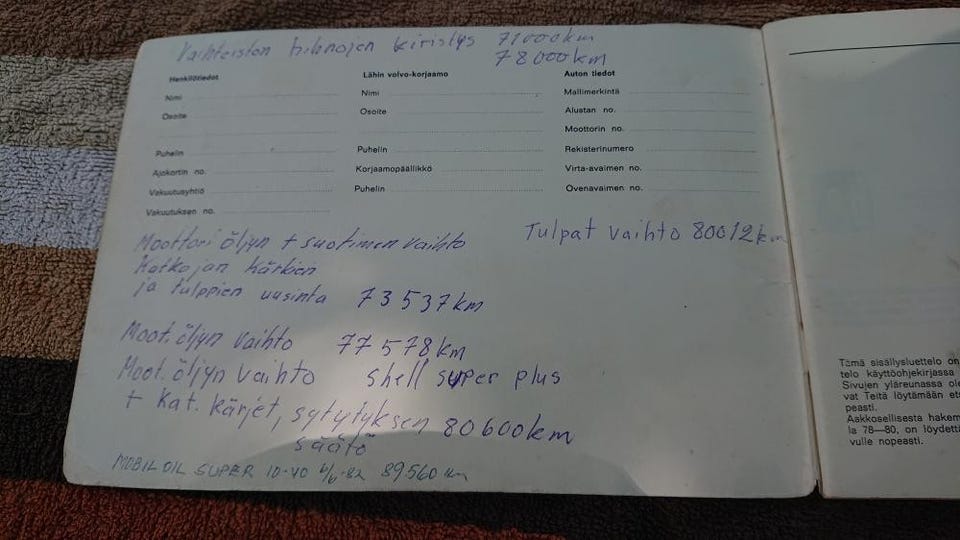 Vaihteiston hihnojen kiristys 71000km
78000km
Henkilötiedot
Nimi
Osoite
Puhelin
Ajokortin no.
Vakuutusyhtiö
Vakuutuksen no.
Lähin volvo-korjaamo
Nimi
Osoite
Puhelin
Korjaamopäällikkö
Puhelin
Auton tiedot
Mallimerkintä
Alustan no.
Moottorin no.
Rekisterinumero
Virta-avaimen no.
Ovenavaimen no.
Moottori öljyn + suotimen vaihto
Katkojan kärkien
ja tulppien uusinta 73537km
Tulpat vaihto 80012km
Moot. öljyn vaihto 77578km
Moot. öljyn vaihto shell super plus
+ Kat. kärjet, sytytyksen 80600km
säätö
MOBIL OIL SUPER 10-40 6/6-82 89560 km
Tämä sisällysluettelo on
telo käyttöohjekirjassa
Sivujen yläreunassa ole
vat Teitä löytämään ets
peasti.
Aakkosellisesta hakem
la 78—80, on löydettä
vulle nopeasti.